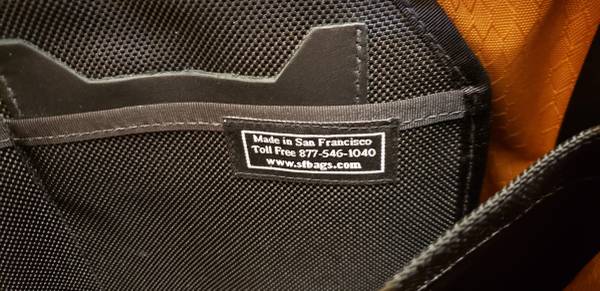 Made in San Francisco
Toll Free 877-546-1040
www.sfbags.com